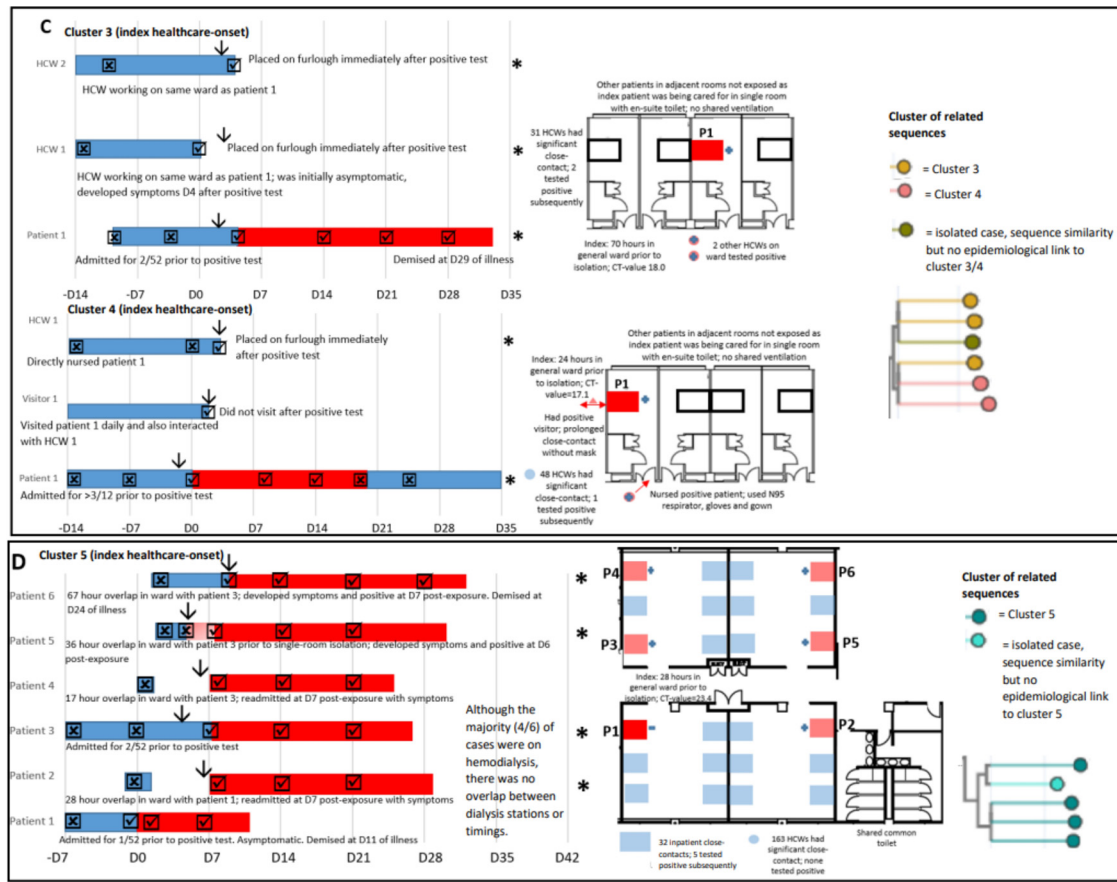 C
Cluster 3 (index healthcare-onset)
HCW 2
Placed on furlough immediately after positive test
*
HCW working on same ward as patient 1
HCW 1
Placed on furlough immediately after positive test
*
HCW working on same ward as patient 1; was initially asymptomatic,
developed symptoms D4 after positive test
Patient 1
*
Admitted for 2/52 prior to positive test
Demised at D29 of illness
-D14 D0 D7 D14 D21 D28 D35
Other patients in adjacent rooms not exposed as
index patient was being cared for in single room
with en-suite toilet; no shared ventilation
31 HCWs had
significant
close-
contact; 2
tested
positive
subsequently
P1
Index: 70 hours in
general ward prior to
isolation; CT-value 18.0
2 other HCWs on
ward tested positive
Cluster 4 (index healthcare-onset)
HCW 1
Placed on furlough immediately
after positive test
*
Directly nursed patient 1
Visitor 1
Did not visit after positive test
Visited patient 1 daily and also interacted
with HCW 1
Patient 1
*
Admitted for >3/12 prior to positive test
-D14 -D7 D0 D7 D14 D21 D28 D35
Other patients in adjacent rooms not exposed as
index patient was being cared for in single room
with en-suite toilet; no shared ventilation
Index: 24 hours in
general ward prior
to isolation; CT-
value=17.1
P1
Had positive
visitor; prolonged
close-contact
without mask
48 HCWs had
significant
close-contact; 1
tested positive
subsequently
Nursed positive patient; used N95
respirator, gloves and gown
Cluster of related
sequences
= Cluster 3
= Cluster 4
= isolated case,
sequence similarity
but no epidemiological link to
cluster 3/4
D
Cluster 5 (index healthcare-onset)
Patient 6
67 hour overlap in ward with patient 3; developed symptoms and positive at D7 post-exposure. Demised at
D24 of illness
*
Patient 5
36 hour overlap in ward with patient 3 prior to single-room isolation; developed symptoms and positive at D6
post-exposure
*
Patient 4
17 hour overlap in ward with patient 3; readmitted at D7 post-exposure with symptoms
Patient 3
Admitted for 2/52 prior to positive test
*
Patient 2
28 hour overlap in ward with patient 1; readmitted at D7 post-exposure with symptoms
*
Patient 1
Admitted for 1/52 prior to positive test. Asymptomatic. Demised at D11 of illness
-D7 D0 D7 D14 D21 D28 D35 D42
Although the
majority (4/6) of
cases were on
hemodialysis,
there was no
overlap between
dialysis stations or
timings.
P4
P6
P3
P5
Index: 28 hours in
general ward prior to
isolation; CT-value=23.4
P1
P2
Shared common
toilet
32 inpatient close-
contacts; 5 tested
positive subsequently
163 HCWs had
significant close-
contact; none
tested positive
Cluster of related
sequences
= Cluster 5
= isolated case,
sequence similarity
but no
epidemiological link
to cluster 5